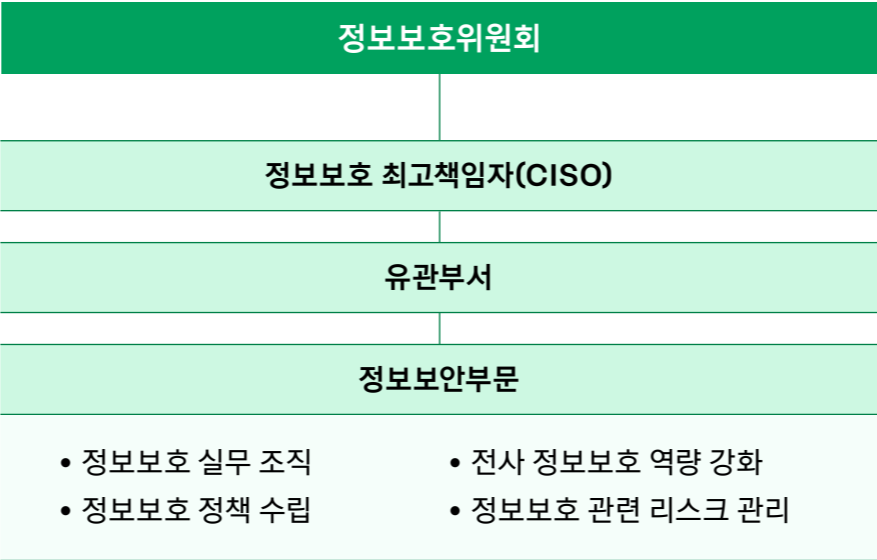 정보보호위원회
정보보호 최고책임자(CISO)
유관부서
정보보안부문
• 정보보호 실무 조직
• 정보보호 정책 수립
• 전사 정보보호 역량 강화
• 정보보호 관련 리스크 관리